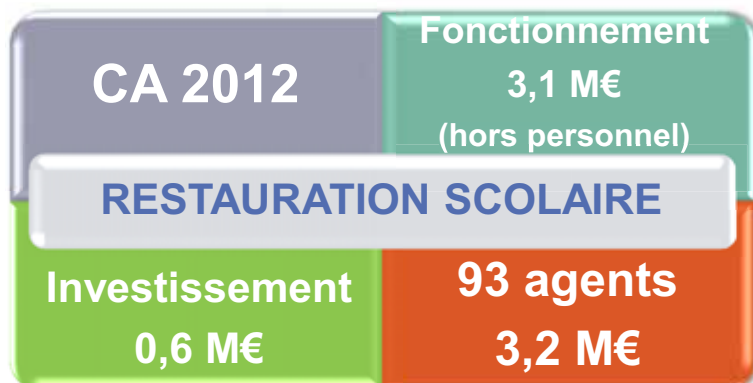 CA 2012
Fonctionnement
3,1 M€
(hors personnel)
RESTAURATION SCOLAIRE
Investissement
0,6 M€
93 agents
3,2 M€